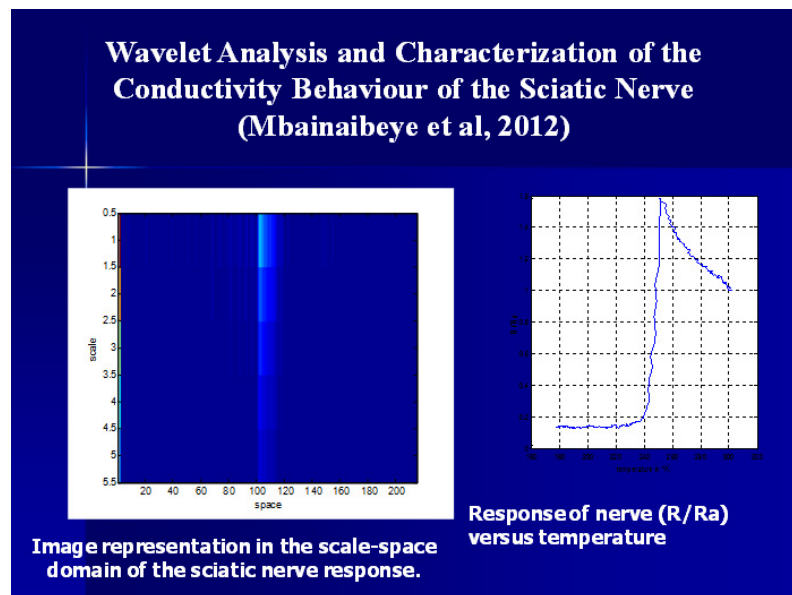 Wavelet Analysis and Characterization of the
Conductivity Behaviour of the Sciatic Nerve
(Mbainaibeye et al, 2012)
0.5
1
1.5
2
2.5
3
3.5
4
4.5
5
5.5
scale
20 40 60 80 100 120 140 160 180 200
space
Image representation in the scale-space
domain of the sciatic nerve response.
Response of nerve (R/Ra)
versus temperature